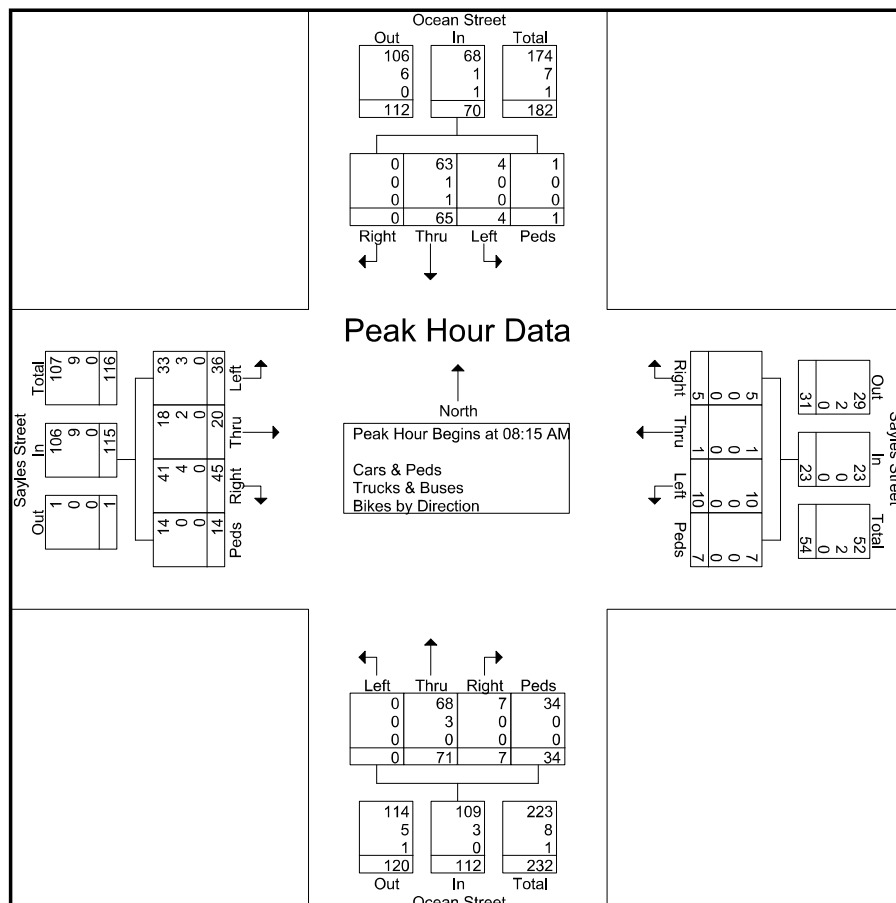 Ocean Street
Out In Total
106 68 174
6 1 7
0 1 1
112 70 182
0 63 4 1
0 1 0 0
0 1 0 0
0 65 4 1
Right Thru Left Peds
Peak Hour Data
Sayles Street
Out In Total
1 106 107
0 9 9
0 0 0
1 115 116
14 41 18 33
0 4 2 3
0 0 0 0
14 45 20 36
Peds Right Thru Left
North
Peak Hour Begins at 08:15 AM
Cars & Peds
Trucks & Buses
Bikes by Direction
Sayles Street
Out In Total
29 23 52
2 0 2
0 0 0
31 23 54
5 1 10 7
0 0 0 0
0 0 0 0
5 1 10 7
Right Thru Left Peds
Left Thru Right Peds
0 68 7 34
0 3 0 0
0 0 0 0
0 71 7 34
114 109 223
5 3 8
1 0 1
120 112 232
Out In Total
Ocean Street